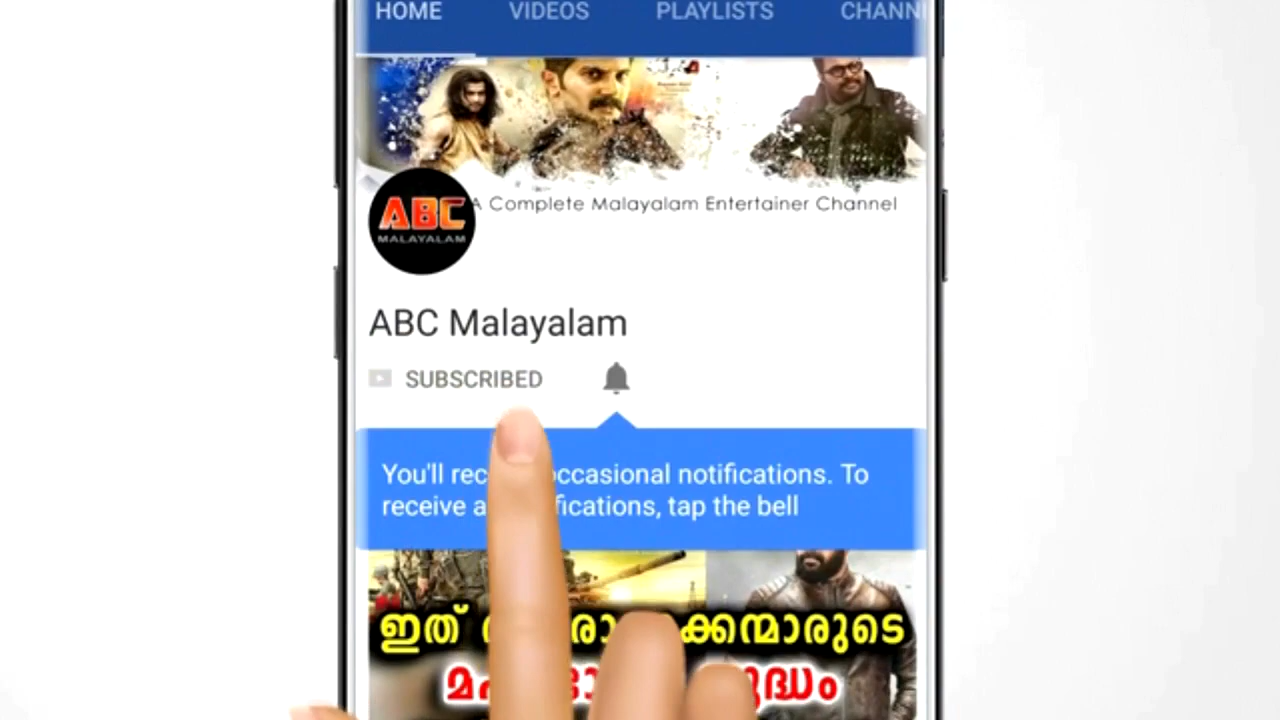 HOME VIDEOS PLAYLISTS CHANN
A Complete Malayalam Entertainer Channel
ABC
MALAYALAM
ABC Malayalam
SUBSCRIBED
You'll rec occasional notifications. To
receive a fications, tap the bell
ഇത് ക്കന്മാരുടെ